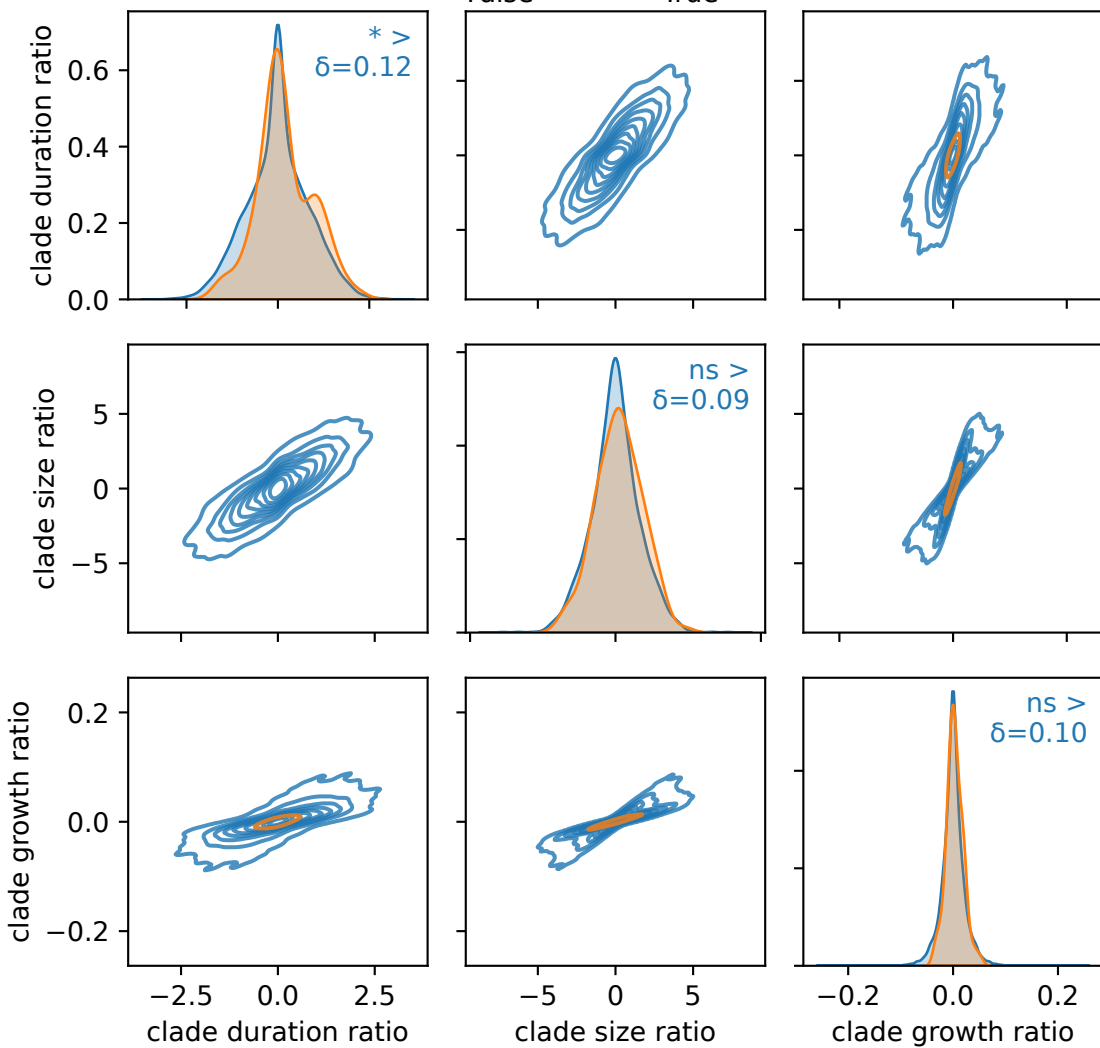 clade duration ratio
0.6
0.4
0.2
0.0
* >
δ=0.12
clade size ratio
5
0
−5
ns >
δ=0.09
clade growth ratio
0.2
0.0
−0.2
ns >
δ=0.10
−2.5 0.0 2.5
−5 0 5
−0.2 0.0 0.2
clade duration ratio
clade size ratio
clade growth ratio